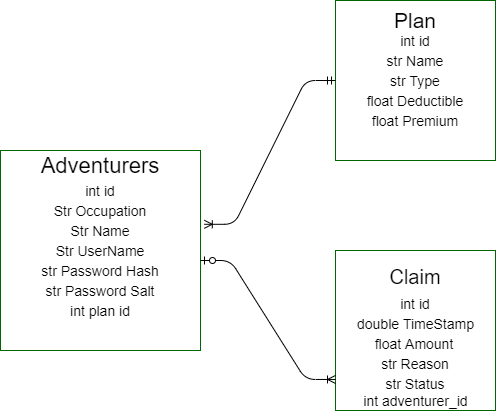 Plan
int id
str Name
str Type
float Deductible
float Premium
Adventurers
int id
Str Occupation
Str Name
Str UserName
str Password Hash
str Password Salt
int plan id
Claim
int id
double TimeStamp
float Amount
str Reason
str Status
int adventurer_id